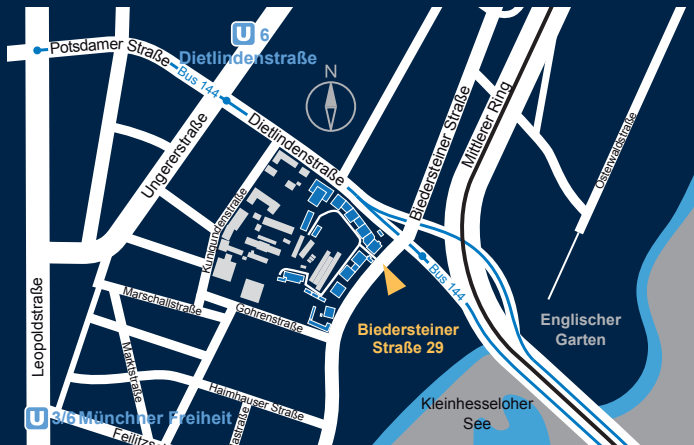 U 6
Dietlindenstraße
Potsdamer Straße
Bus 144
N
Ungererstraße
Dietlindenstraße
Biedersteiner Straße
Mittlerer Ring
Osterwaldstraße
Kunigundenstraße
Leopoldstraße
Marschallstraße
Gohrenstraße
Bus 144
Biedersteiner
Straße 29
Englischer
Garten
Marktstraße
Haimhauser Straße
Kleinhesseloher
See
U 3/6 Münchner Freiheit